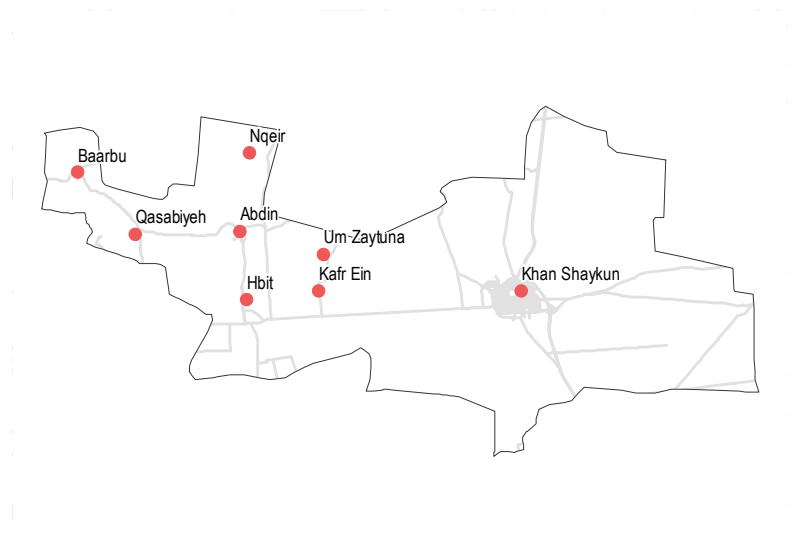 Nqeir
Baarbu
Qasabiyeh
Abdin
Um Zaytuna
Hbit
Kafr Ein
Khan Shaykun